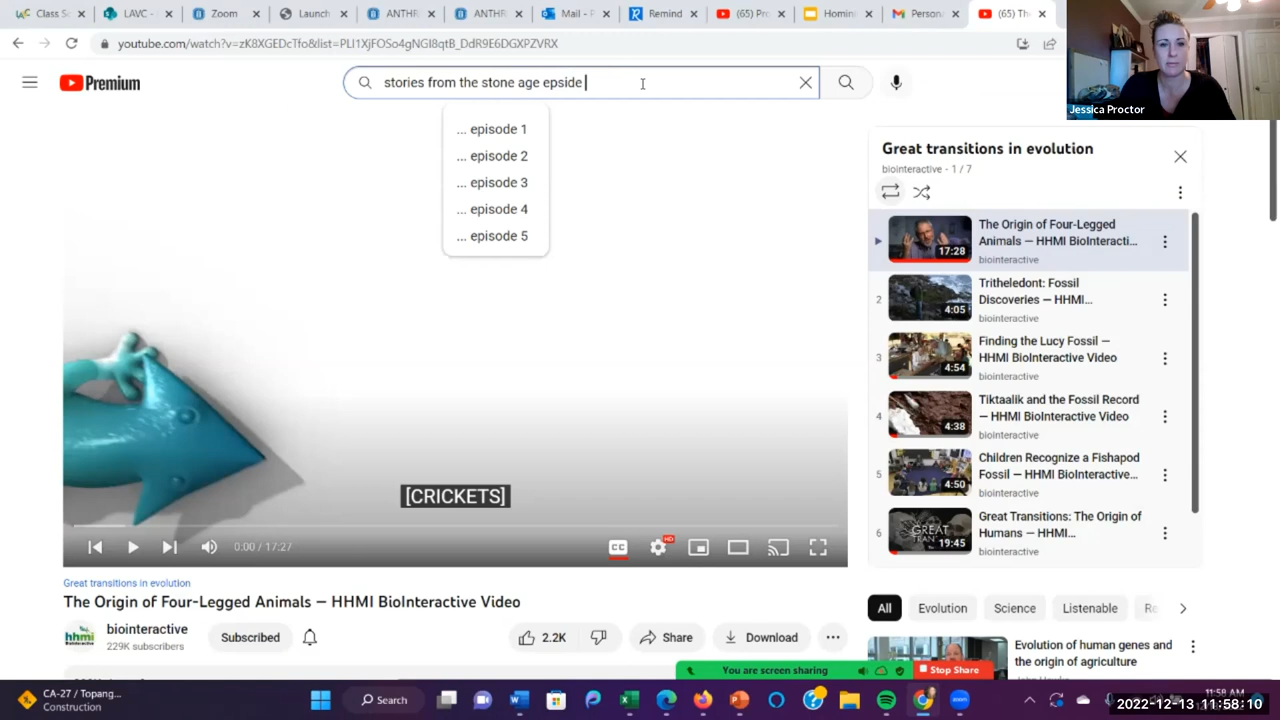 Class Sc
LAVC -
Zoom
Launch
ANTHR
ANTHR
Mail - P
Remind
(65) Pr
Homin
Person
(65) Th
youtube.com/watch?v=zK8XGEDcTfo&list=PLI1XjFOSo4gNGI8qtB_DdR9E6DGXPZVRX
Premium
stories from the stone age epside
... episode 1
... episode 2
... episode 3
... episode 4
... episode 5
Jessica Proctor
Great transitions in evolution
biointeractive - 1 / 7
The Origin of Four-Legged
Animals — HHMI BioInteracti...
17:28
biointeractive
2
Tritheledont: Fossil
Discoveries — HHMI...
4:05
biointeractive
3
Finding the Lucy Fossil —
HHMI BioInteractive Video
4:54
biointeractive
4
Tiktaalik and the Fossil Record
— HHMI BioInteractive Video
4:38
biointeractive
5
Children Recognize a Fishapod
Fossil — HHMI BioInteractive...
4:50
biointeractive
6
Great Transitions: The Origin of
Humans — HHMI...
GREAT
19:45
biointeractive
[CRICKETS]
0:00 / 17:27
CC
HD
Great transitions in evolution
The Origin of Four-Legged Animals — HHMI BioInteractive Video
hhmi
biointeractive
229K subscribers
Subscribed
2.2K
Share
Download
All
Evolution
Science
Listenable
Evolution of human genes and
the origin of agriculture
You are screen sharing
Stop Share
CA-27 / Topang...
Construction
Search
zoom
11:58 AM
2022-12-13 11:58:10